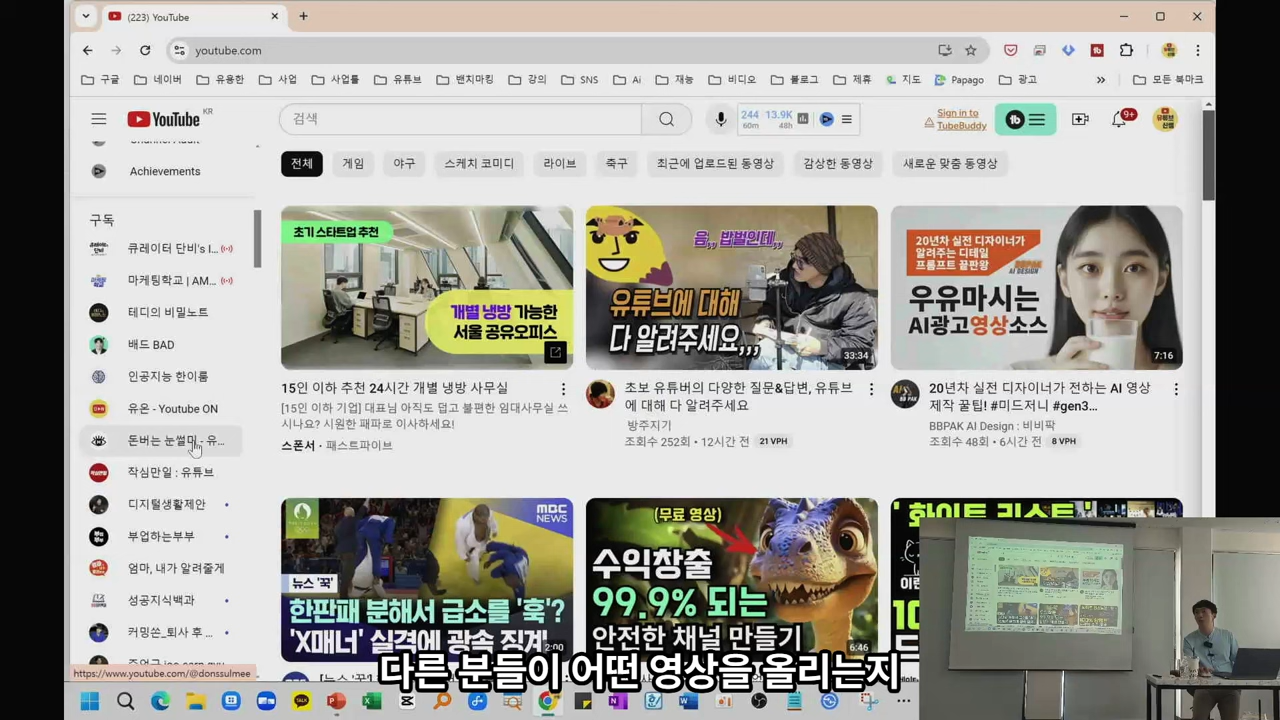 (223) YouTube
youtube.com
구글
네이버
유용한
사업
사업툴
유튜브
벤치마킹
강의
SNS
Ai
재능
비디오
블로그
제휴
지도
Papago
광고
모든 북마크
YouTube KR
검색
244 13.9K
60m 48h
Sign in to
TubeBuddy
9+
Achievements
전체
게임
야구
스케치 코미디
라이브
축구
최근에 업로드된 동영상
감상한 동영상
새로운 맞춤 동영상
구독
큐레이터 단비's I...
마케팅학교 | AM...
테디의 비밀노트
배드 BAD
인공지능 한이룸
유온 - Youtube ON
돈버는 눈썰미 - 유...
작심만일 : 유튜브
디지털생활제안
부업하는부부
엄마, 내가 알려줄게
성공지식백과
커밍쏜_퇴사 후 ...
초기 스타트업 추천
개별 냉방 가능한
서울 공유오피스
15인 이하 추천 24시간 개별 냉방 사무실
[15인 이하 기업] 대표님 아직도 덥고 불편한 임대사무실 쓰
시나요? 시원한 패파로 이사하세요!
스폰서 · 패스트파이브
음,, 밥벌인데,,
유튜브에 대해
다 알려주세요,,,
33:34
초보 유튜버의 다양한 질문&답변, 유튜브
에 대해 다 알려주세요
방주지기
조회수 252회 • 12시간 전 21 VPH
20년차 실전 디자이너가
알려주는 디테일
프롬프트 끝판왕
BBPAK
AI DESIGN
우유마시는
AI광고영상소스
7:16
20년차 실전 디자이너가 전하는 AI 영상
제작 꿀팁! #미드저니 #gen3...
BBPAK AI Design : 비비팍
조회수 48회 • 6시간 전 8 VPH
MBC
NEWS
뉴스 '꾹'
한판패 분해서 급소를 '훅'?
'X매너' 실격에 광속 징계
2:00
(무료 영상)
수익창출
99.9% 되는
안전한 채널 만들기
6:46
' 화이트 리스트 '
https://www.youtube.com/@donssulmee
다른 분들이 어떤 영상을 올리는지